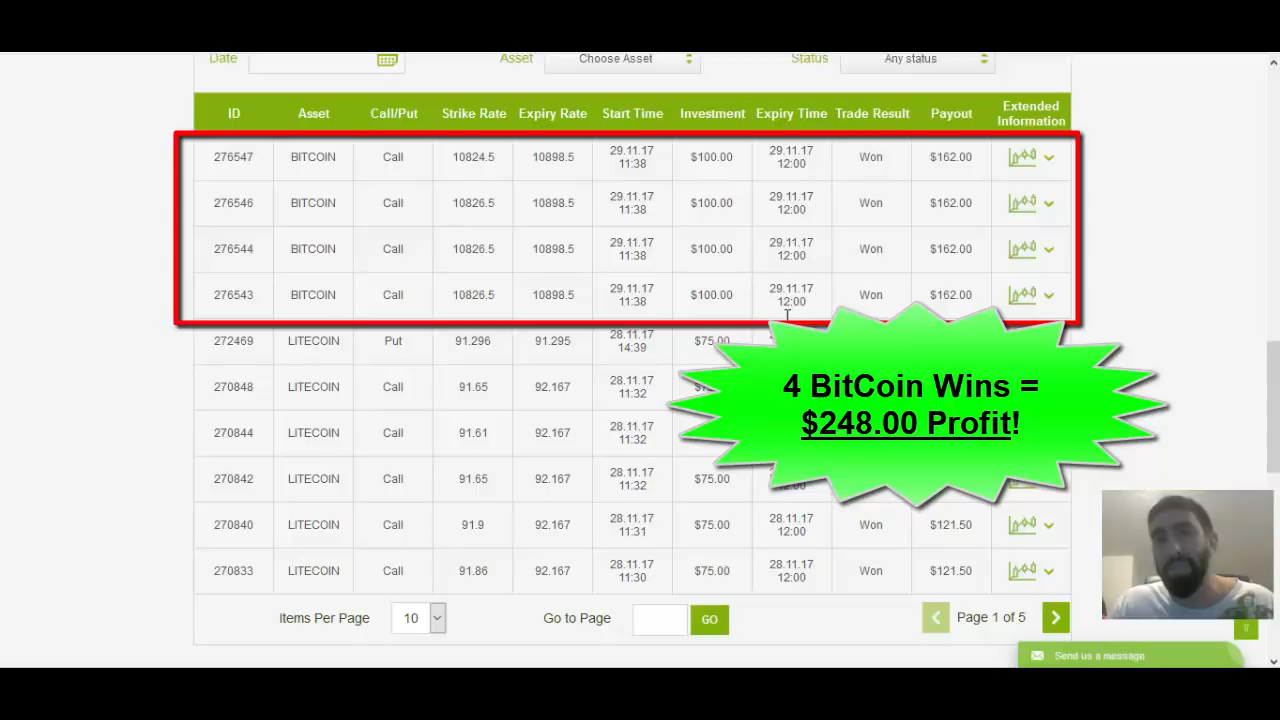 Date Asset Choose Asset Status Any status
ID Asset Call/Put Strike Rate Expiry Rate Start Time Investment Expiry Time Trade Result Payout Extended Information
276547 BITCOIN Call 10824.5 10898.5 29.11.17 11:38 $100.00 29.11.17 12:00 Won $162.00
276546 BITCOIN Call 10826.5 10898.5 29.11.17 11:38 $100.00 29.11.17 12:00 Won $162.00
276544 BITCOIN Call 10826.5 10898.5 29.11.17 11:38 $100.00 29.11.17 12:00 Won $162.00
276543 BITCOIN Call 10826.5 10898.5 29.11.17 11:38 $100.00 29.11.17 12:00 Won $162.00
272469 LITECOIN Put 91.296 91.295 28.11.17 14:39 $75.00
270848 LITECOIN Call 91.65 92.167 28.11.17 11:32
270844 LITECOIN Call 91.61 92.167 28.11.17 11:32
270842 LITECOIN Call 91.65 92.167 28.11.17 11:32 $75.00
270840 LITECOIN Call 91.9 92.167 28.11.17 11:31 $75.00 28.11.17 12:00 Won $121.50
270833 LITECOIN Call 91.86 92.167 28.11.17 11:30 $75.00 28.11.17 12:00 Won $121.50
4 BitCoin Wins =
$248.00 Profit!
Items Per Page 10 Go to Page GO Page 1 of 5
Send us a message